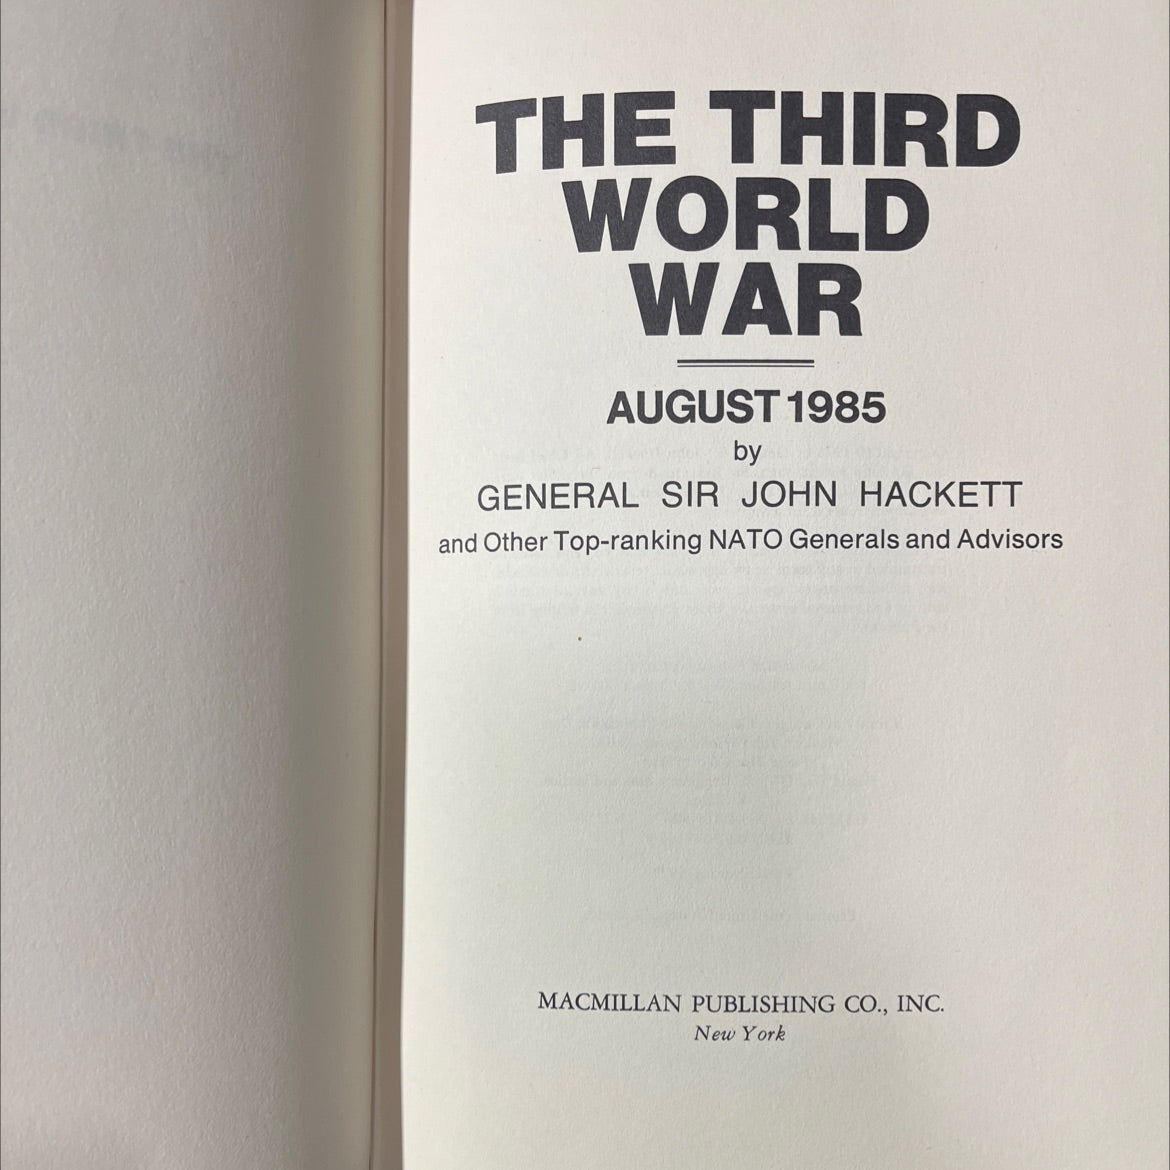 THE THIRD
WORLD
WAR
AUGUST 1985
by
GENERAL SIR JOHN HACKETT
and Other Top-ranking NATO Generals and Advisors
MACMILLAN PUBLISHING CO., INC.
New York